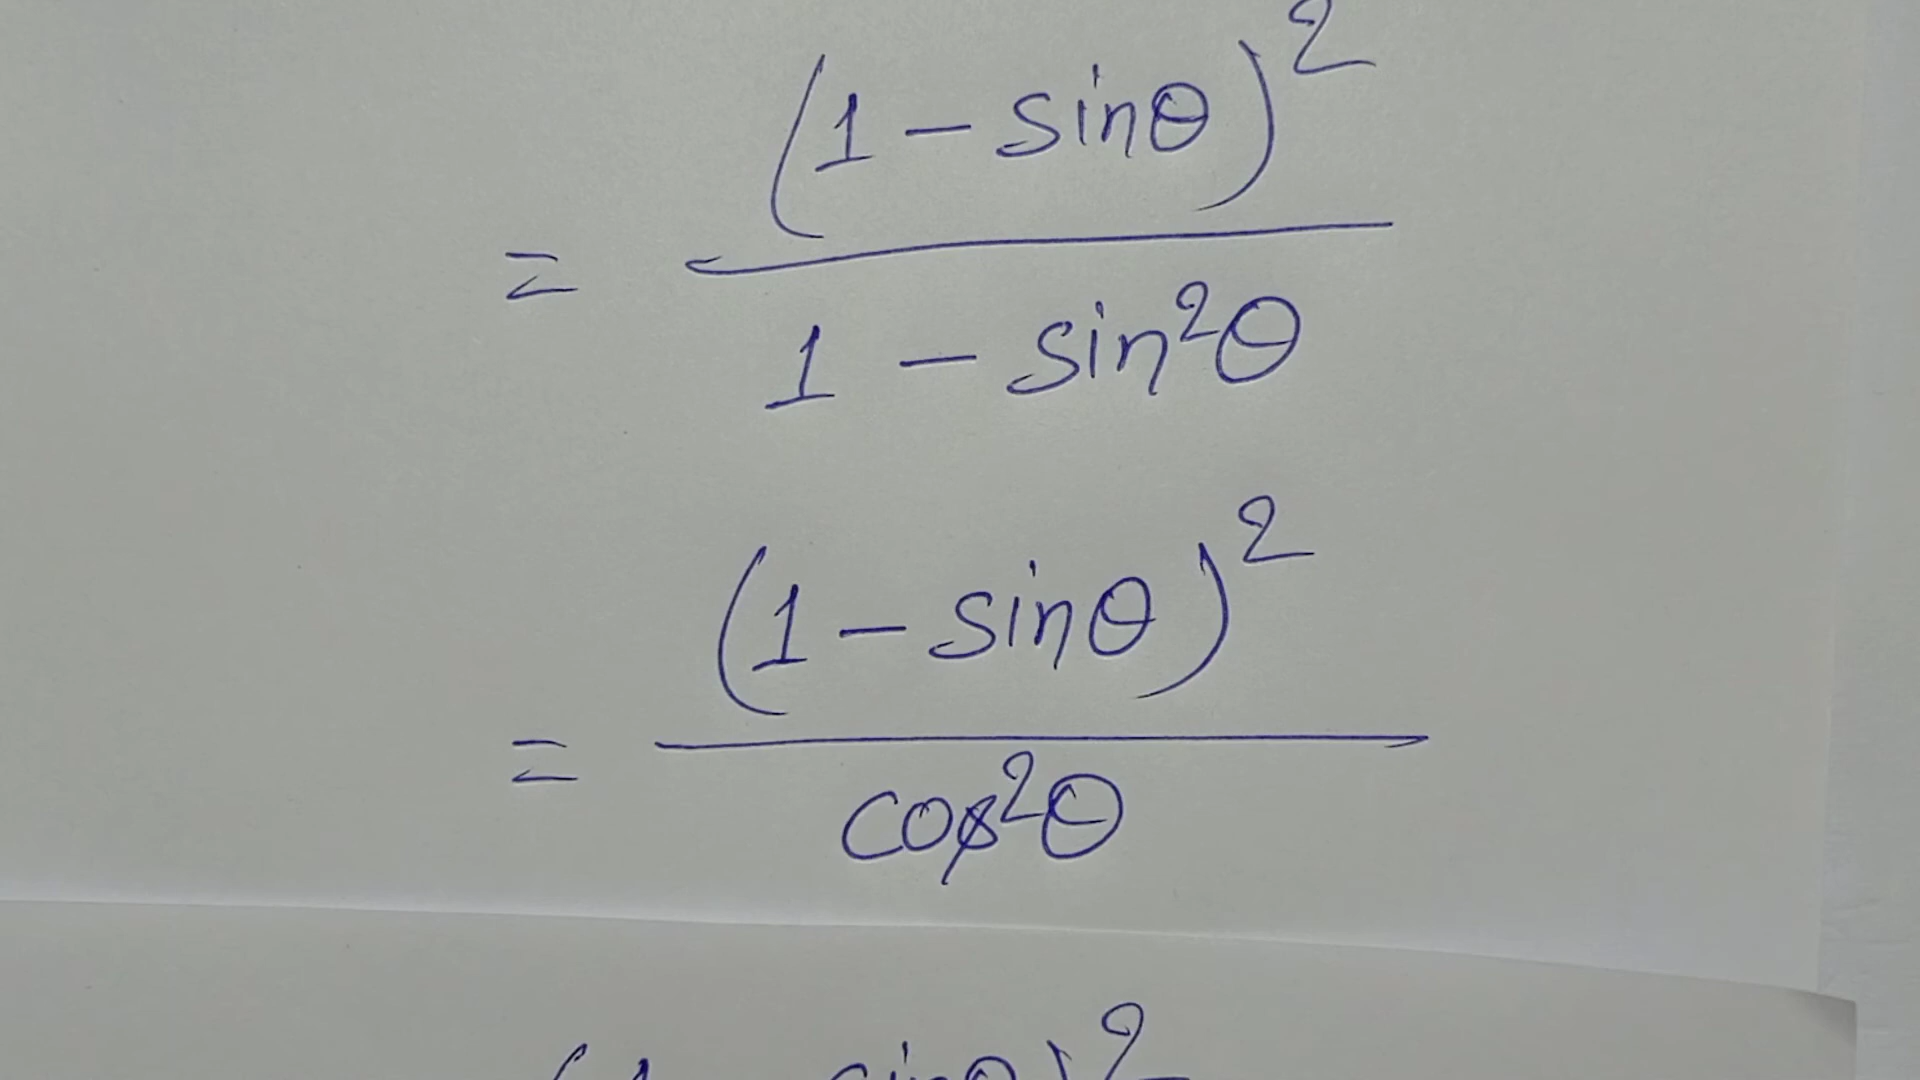 (1 - sinθ)²
=
1 - sin²θ
(1 - sinθ)²
=
cos²θ